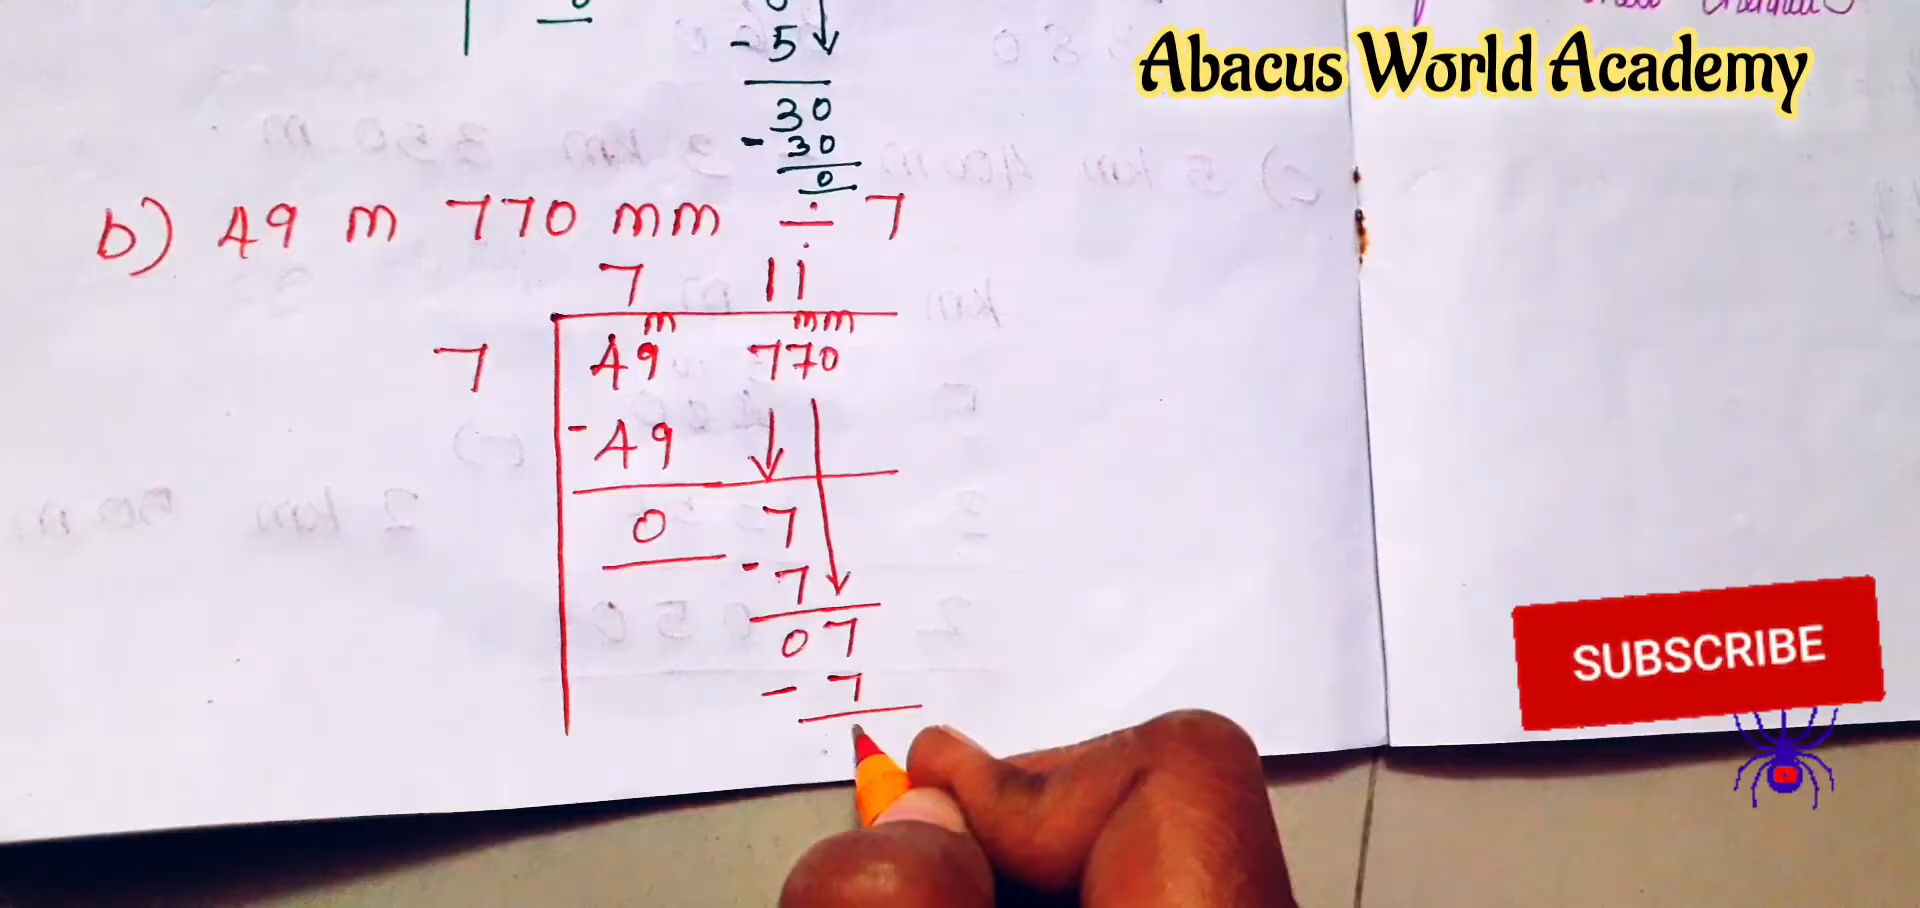 Abacus World Academy
- 5
30
- 30
0
b) 49 m 770 mm ÷ 7
7 11
m mm
7 49 770
- 49
0 7
- 7
07
- 7
SUBSCRIBE